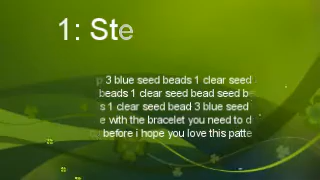 1: Ste
3 blue seed beads 1 clear seed
beads 1 clear seed bead seed
1 clear seed bead 3 blue seed
with the bracelet you need to
before i hope you love this patte